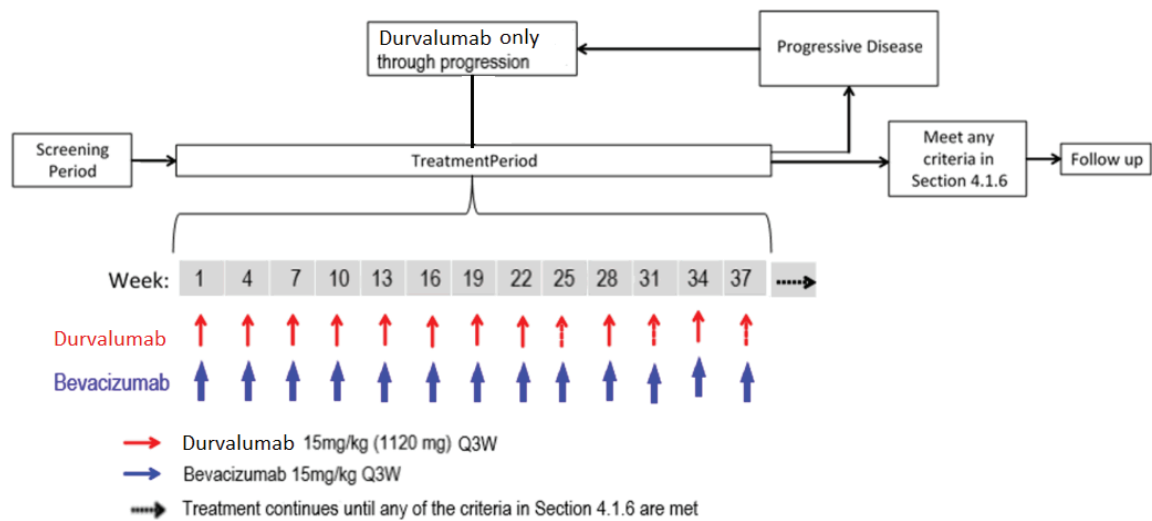 Durvalumab only
through progression
Progressive Disease
Screening
Period
TreatmentPeriod
Meet any
criteria in
Section 4.1.6
Follow up
Week: 1 4 7 10 13 16 19 22 25 28 31 34 37
Durvalumab
Bevacizumab
Durvalumab 15mg/kg (1120 mg) Q3W
Bevacizumab 15mg/kg Q3W
Treatment continues until any of the criteria in Section 4.1.6 are met